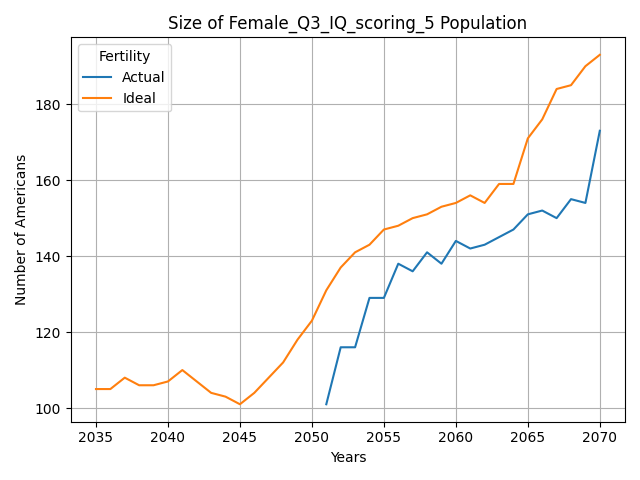 Size of Female_Q3_IQ_scoring_5 Population
Fertility
Actual
Ideal
Number of Americans
180
160
140
120
100
2035 2040 2045 2050 2055 2060 2065 2070
Years